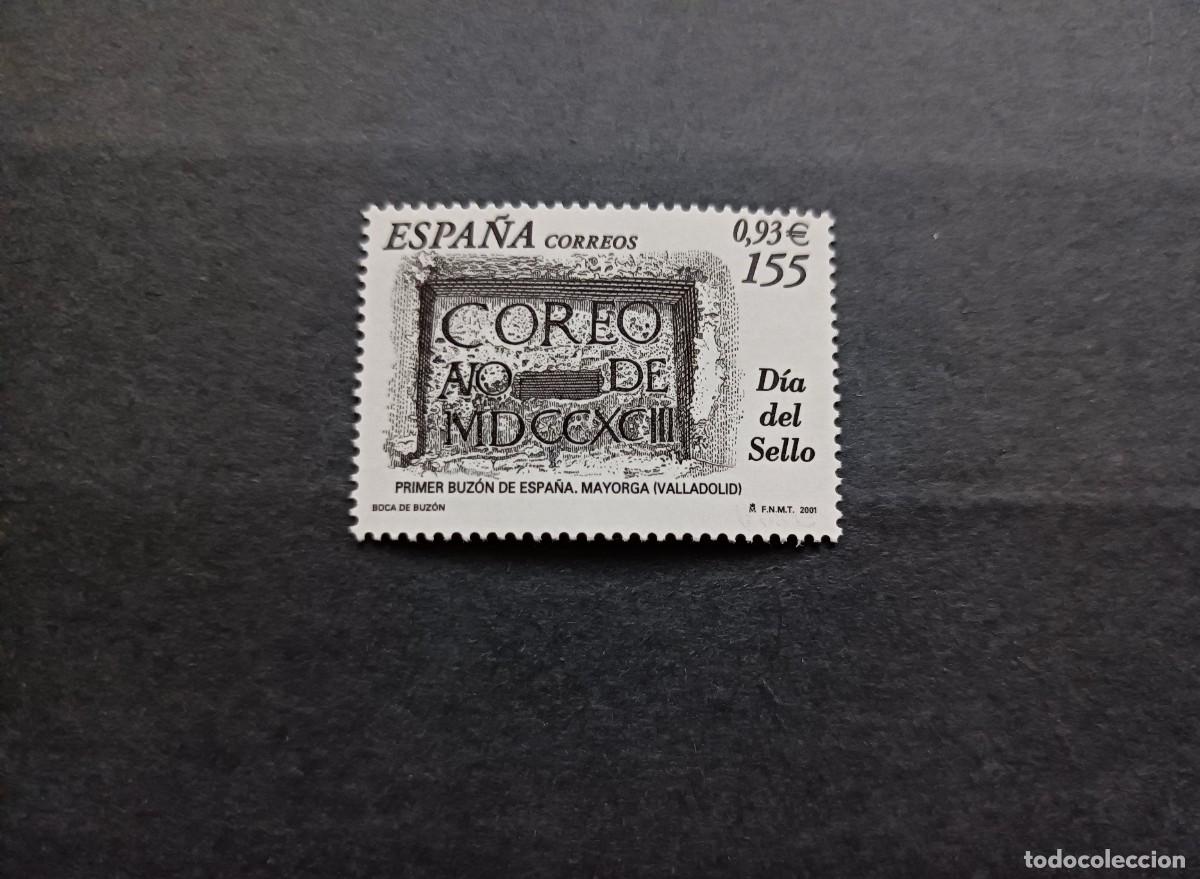 ESPAÑA CORREOS
0,93€
155
COREO
AÑO DE
MDCCXCIII
Día
del
Sello
PRIMER BUZÓN DE ESPAÑA. MAYORGA (VALLADOLID)
BOCA DE BUZÓN
F.N.M.T. 2001
todocoleccion